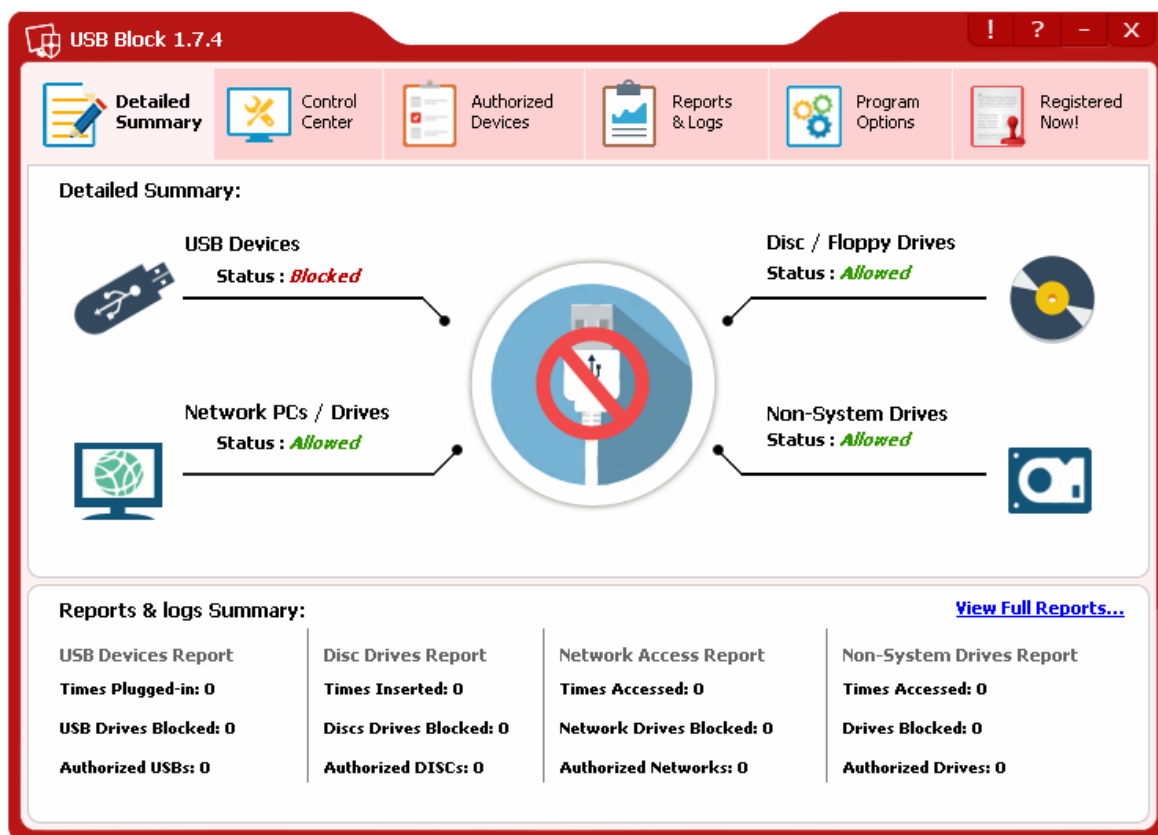 USB Block 1.7.4
! ? – X
Detailed
Summary
Control
Center
Authorized
Devices
Reports
& Logs
Program
Options
Registered
Now!
Detailed Summary:
USB Devices
Status : Blocked
Disc / Floppy Drives
Status : Allowed
Network PCs / Drives
Status : Allowed
Non-System Drives
Status : Allowed
Reports & logs Summary:
View Full Reports...
USB Devices Report
Times Plugged-in: 0
USB Drives Blocked: 0
Authorized USBs: 0
Disc Drives Report
Times Inserted: 0
Discs Drives Blocked: 0
Authorized DISCs: 0
Network Access Report
Times Accessed: 0
Network Drives Blocked: 0
Authorized Networks: 0
Non-System Drives Report
Times Accessed: 0
Drives Blocked: 0
Authorized Drives: 0